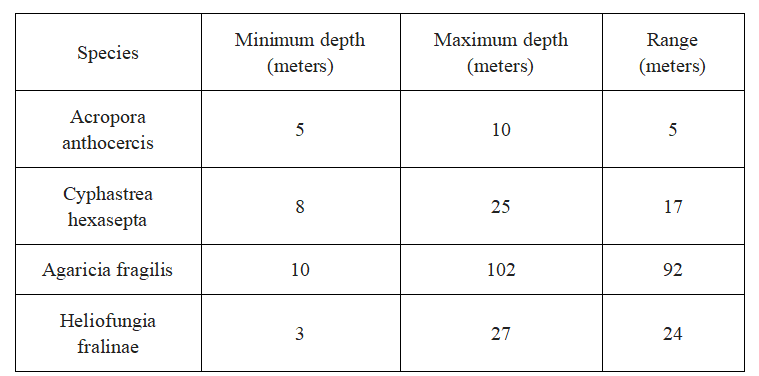 Species Minimum depth (meters) Maximum depth (meters) Range (meters)
Acropora anthocercis 5 10 5
Cyphastrea hexasepta 8 25 17
Agaricia fragilis 10 102 92
Heliofungia fralinae 3 27 24